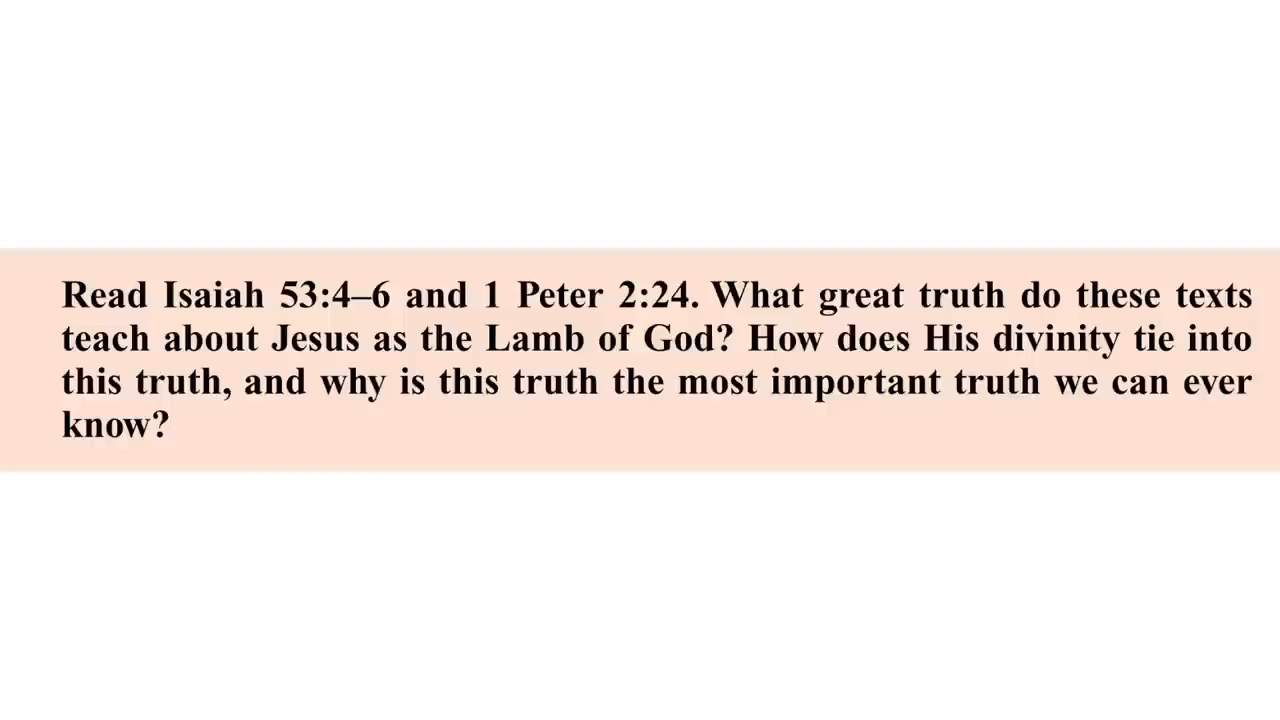 Read Isaiah 53:4–6 and 1 Peter 2:24. What great truth do these texts
teach about Jesus as the Lamb of God? How does His divinity tie into
this truth, and why is this truth the most important truth we can ever
know?